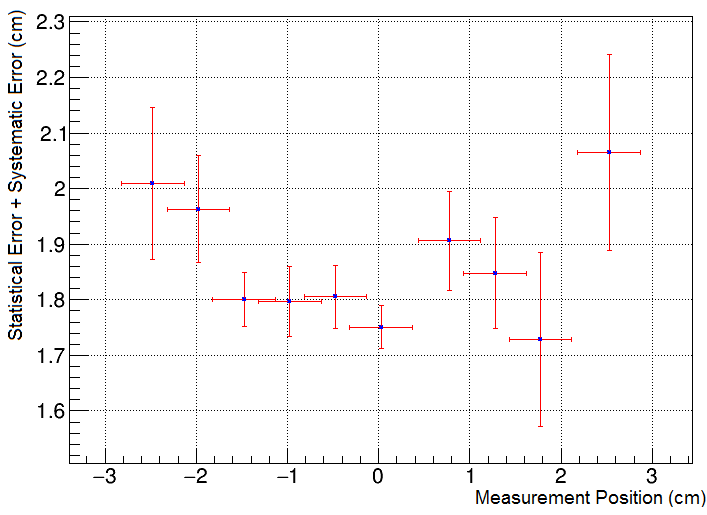 Statistical Error + Systematic Error (cm)
2.3
2.2
2.1
2
1.9
1.8
1.7
1.6
−3 −2 −1 0 1 2 3
Measurement Position (cm)